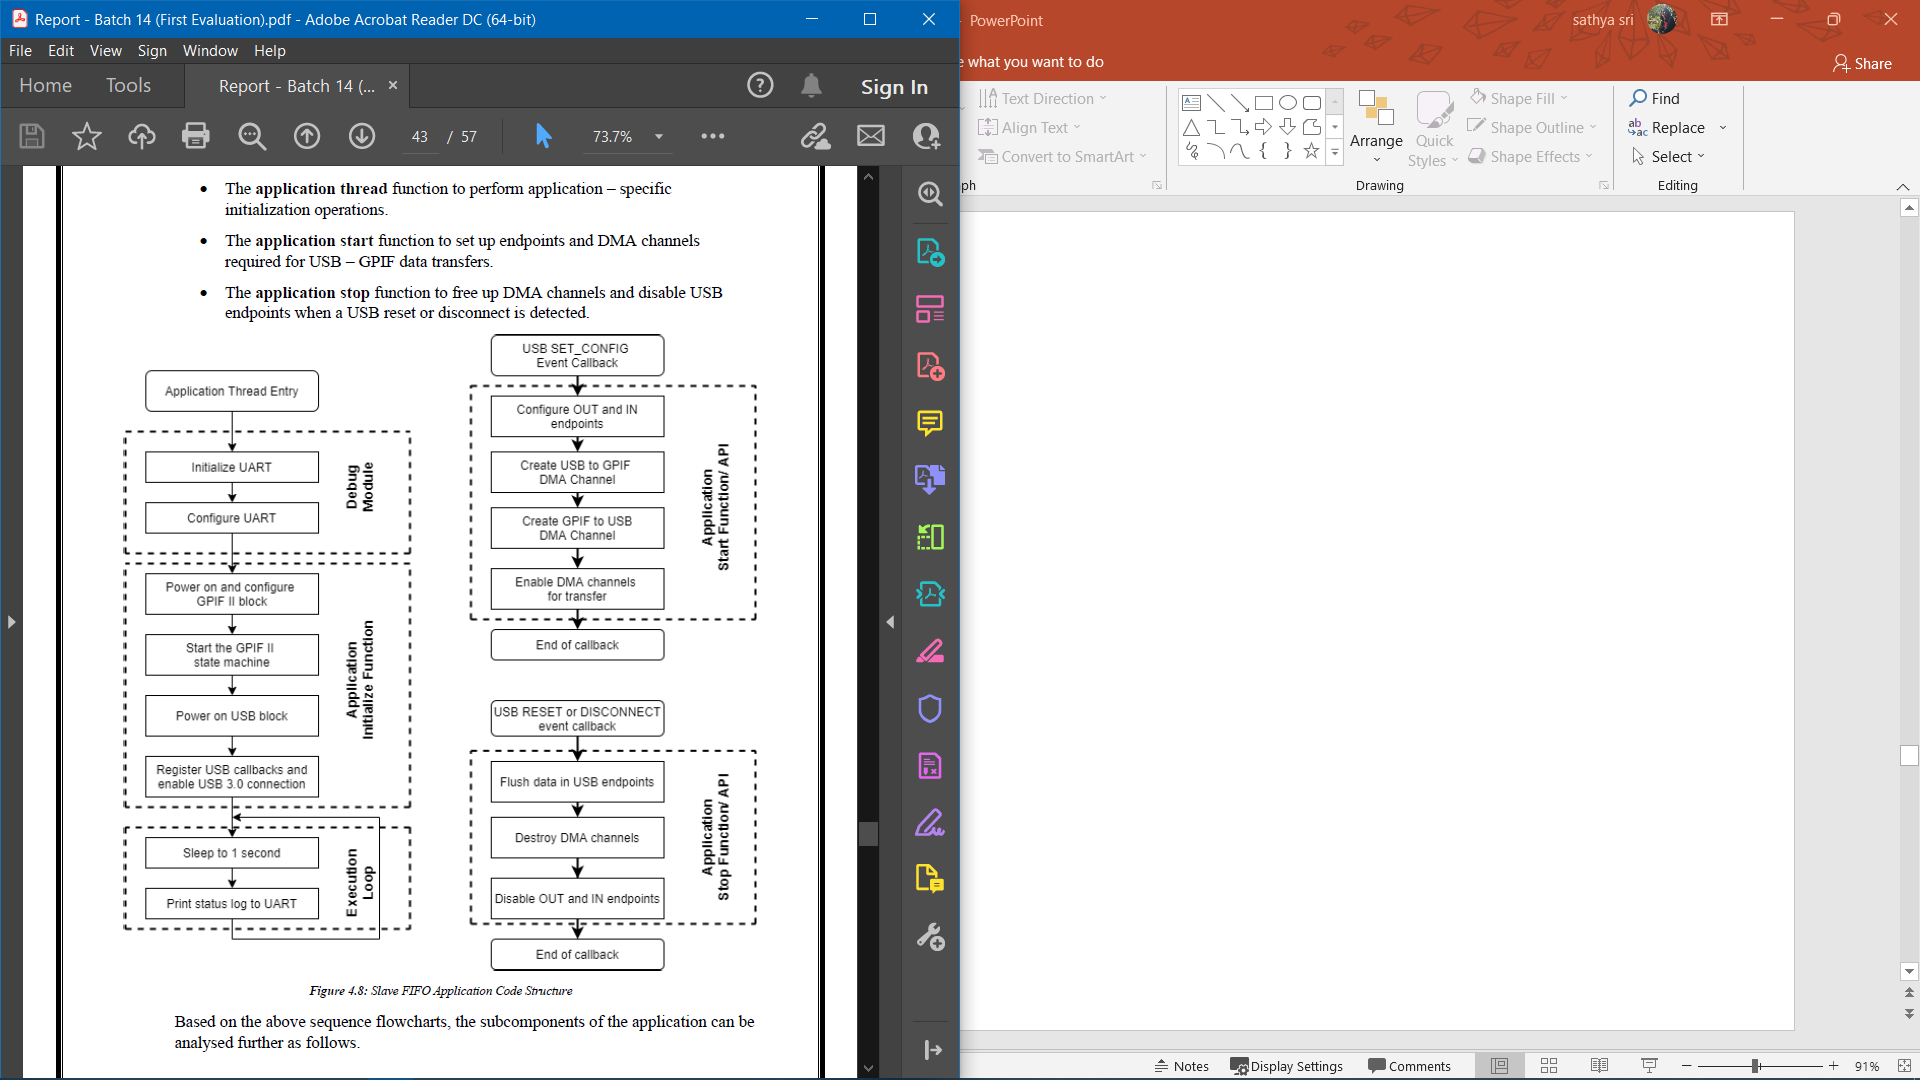 Report - Batch 14 (First Evaluation).pdf - Adobe Acrobat Reader DC (64-bit)
File Edit View Sign Window Help
Home Tools Report - Batch 14 (... × Sign In
43 / 57 73.7%
• The application thread function to perform application – specific
initialization operations.
• The application start function to set up endpoints and DMA channels
required for USB – GPIF data transfers.
• The application stop function to free up DMA channels and disable USB
endpoints when a USB reset or disconnect is detected.
Application Thread Entry
Initialize UART
Configure UART
Debug
Module
Power on and configure
GPIF II block
Start the GPIF II
state machine
Power on USB block
Register USB callbacks and
enable USB 3.0 connection
Application
Initialize Function
Sleep to 1 second
Print status log to UART
Execution
Loop
USB SET_CONFIG
Event Callback
Configure OUT and IN
endpoints
Create USB to GPIF
DMA Channel
Create GPIF to USB
DMA Channel
Enable DMA channels
for transfer
Application
Start Function/ API
End of callback
USB RESET or DISCONNECT
event callback
Flush data in USB endpoints
Destroy DMA channels
Disable OUT and IN endpoints
Application
Stop Function/ API
End of callback
Figure 4.8: Slave FIFO Application Code Structure
Based on the above sequence flowcharts, the subcomponents of the application can be
analysed further as follows.
- PowerPoint
sathya sri
what you want to do
Share
Text Direction
Align Text
Convert to SmartArt
ph
Arrange
Quick
Styles
Shape Fill
Shape Outline
Shape Effects
Drawing
Find
Replace
Select
Editing
Notes Display Settings Comments 91%